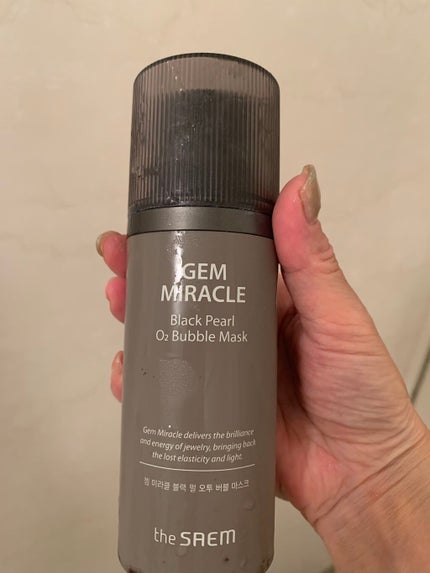 GEM
MIRACLE
Black Pearl
O₂ Bubble Mask
Gem Miracle delivers the brilliance
and energy of jewelry, bringing back
the lost elasticity and light.
젬 미라클 블랙 펄 오투 버블 마스크
the SAEM